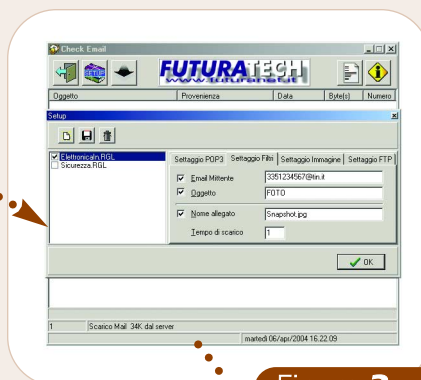 Check Email
SETUP
FUTURATECH
www.futuranet.it
Oggetto Provenienza Data Byte(s) Numero
Setup
ElettronicaIn.RGL
Sicurezza.RGL
Settaggio POP3 Settaggio Filtri Settaggio Immagine Settaggio FTP
Email Mittente 3351234567@tin.it
Oggetto FOTO
Nome allegato Snapshot.jpg
Tempo di scarico 1
OK
1 Scarico Mail 34K dal server
martedì 06/apr/2004 16.22.09